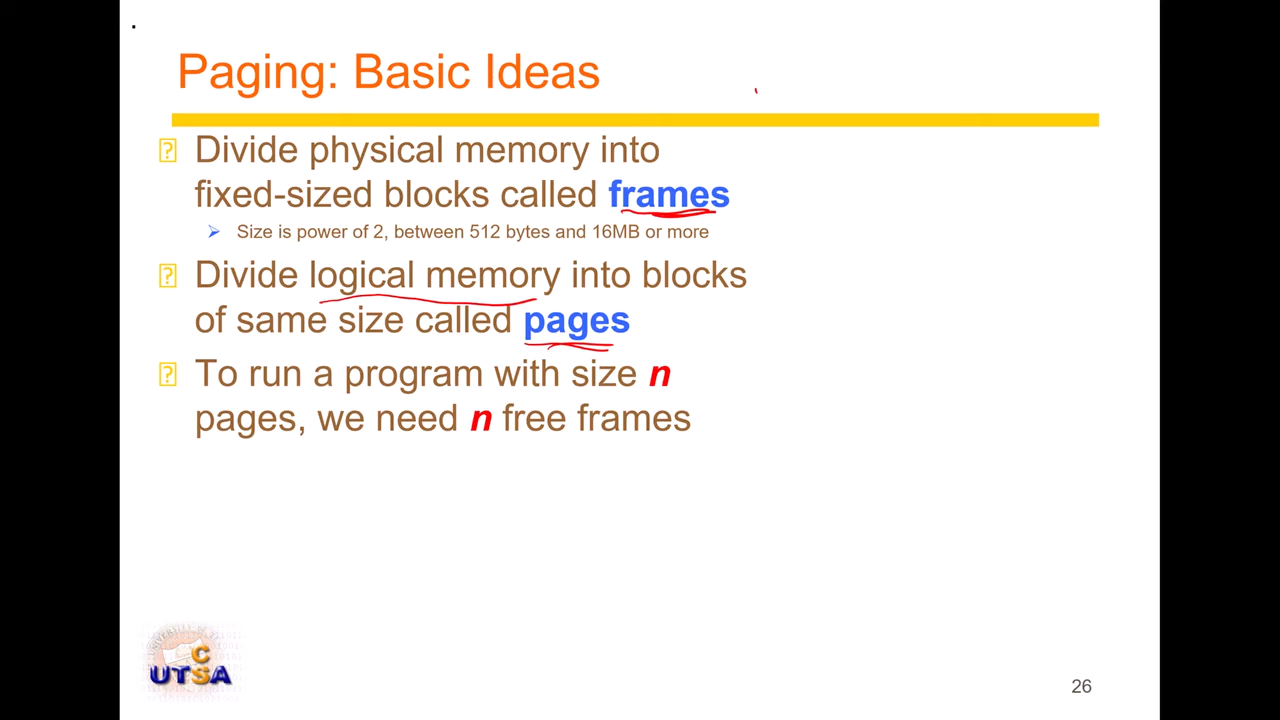 Paging: Basic Ideas
Divide physical memory into
fixed-sized blocks called frames
Size is power of 2, between 512 bytes and 16MB or more
Divide logical memory into blocks
of same size called pages
To run a program with size n
pages, we need n free frames
UTSA
CS
26